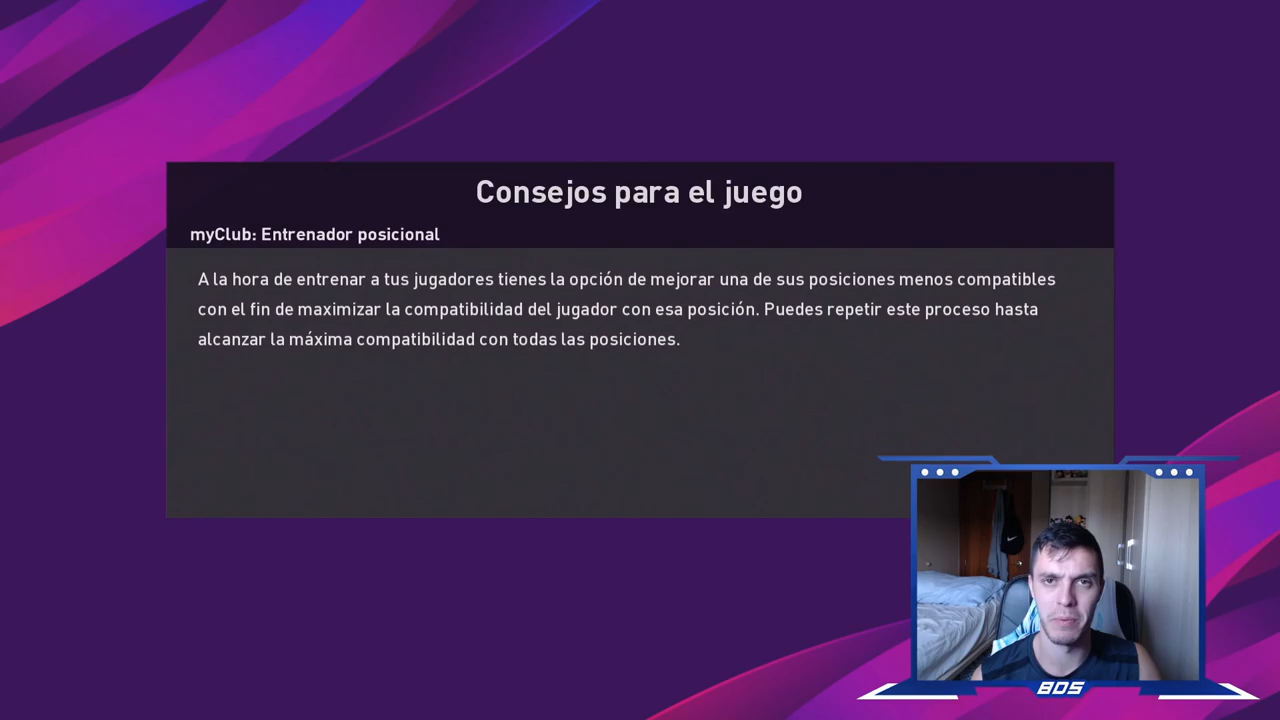 Consejos para el juego
myClub: Entrenador posicional
A la hora de entrenar a tus jugadores tienes la opción de mejorar una de sus posiciones menos compatibles
con el fin de maximizar la compatibilidad del jugador con esa posición. Puedes repetir este proceso hasta
alcanzar la máxima compatibilidad con todas las posiciones.
BDS